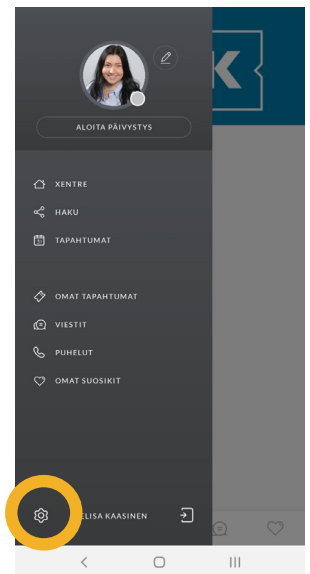 K
ALOITA PÄIVYSTYS
XENTRE
HAKU
TAPAHTUMAT
OMAT TAPAHTUMAT
VIESTIT
PUHELUT
OMAT SUOSIKIT
ELISA KAASINEN